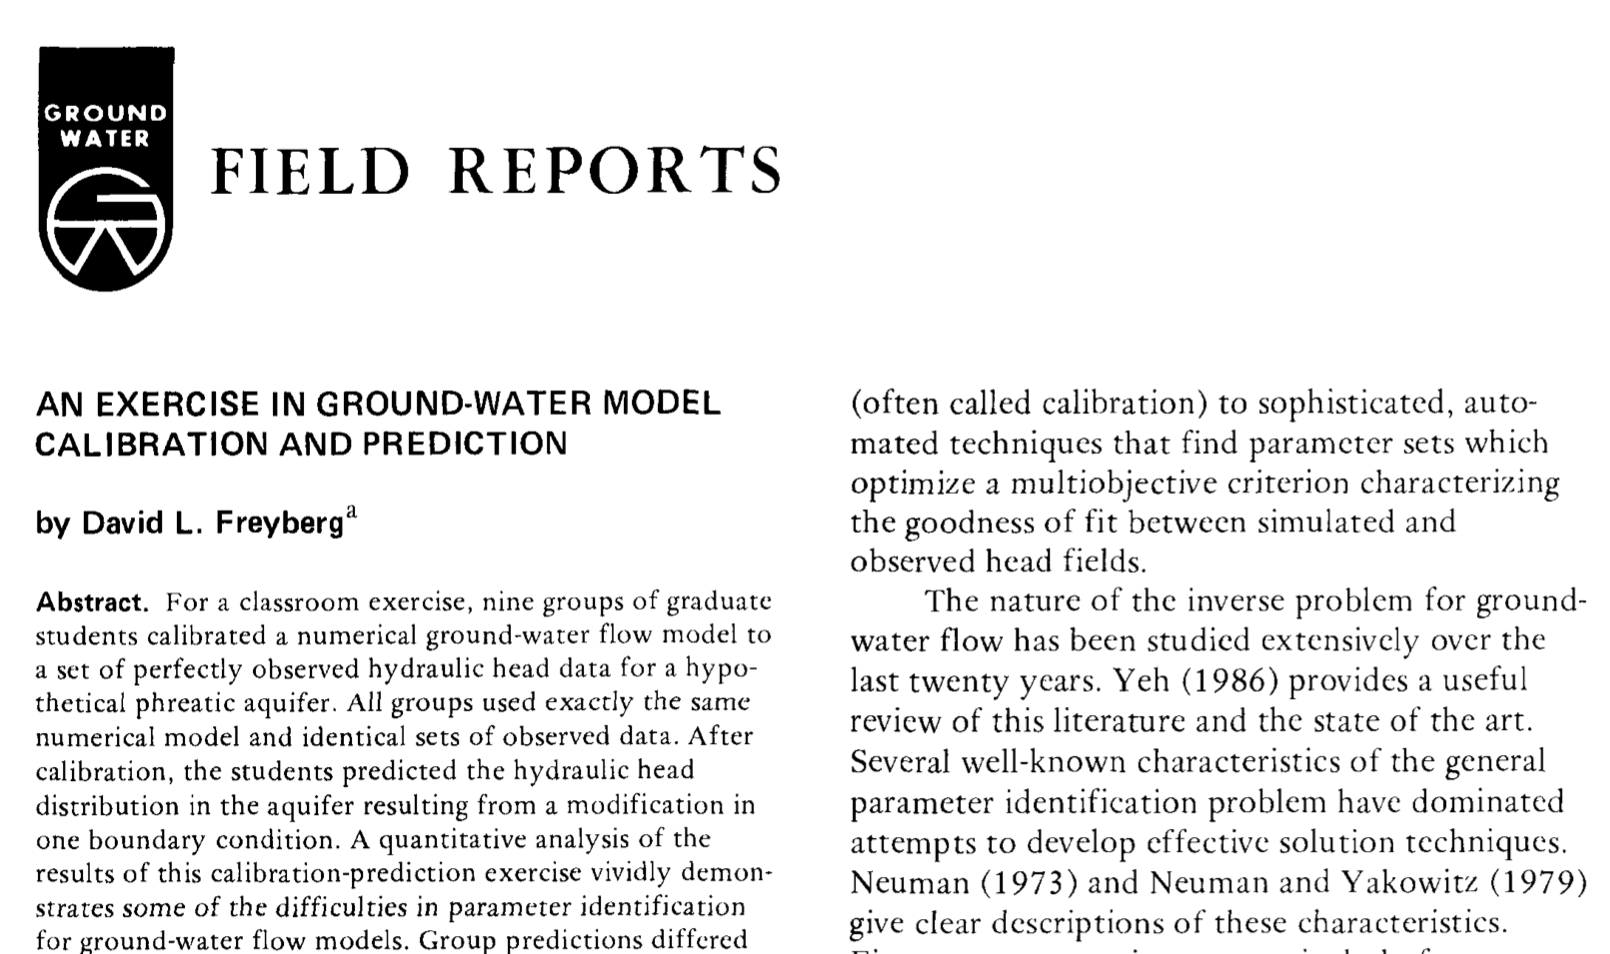 GROUND
WATER
FIELD REPORTS
AN EXERCISE IN GROUND-WATER MODEL
CALIBRATION AND PREDICTION
by David L. Freyberg^a
Abstract. For a classroom exercise, nine groups of graduate
students calibrated a numerical ground-water flow model to
a set of perfectly observed hydraulic head data for a hypo-
thetical phreatic aquifer. All groups used exactly the same
numerical model and identical sets of observed data. After
calibration, the students predicted the hydraulic head
distribution in the aquifer resulting from a modification in
one boundary condition. A quantitative analysis of the
results of this calibration-prediction exercise vividly demon-
strates some of the difficulties in parameter identification
for ground-water flow models. Group predictions differed
(often called calibration) to sophisticated, auto-
mated techniques that find parameter sets which
optimize a multiobjective criterion characterizing
the goodness of fit between simulated and
observed head fields.
The nature of the inverse problem for ground-
water flow has been studied extensively over the
last twenty years. Yeh (1986) provides a useful
review of this literature and the state of the art.
Several well-known characteristics of the general
parameter identification problem have dominated
attempts to develop effective solution techniques.
Neuman (1973) and Neuman and Yakowitz (1979)
give clear descriptions of these characteristics.